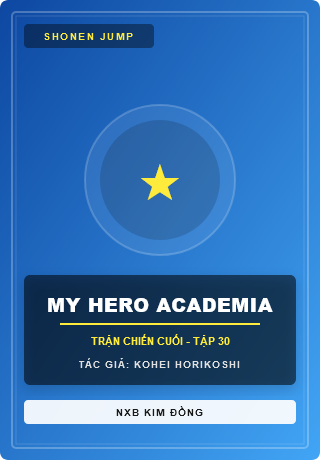 SHONEN JUMP
MY HERO ACADEMIA
TRẬN CHIẾN CUỐI - TẬP 30
TÁC GIẢ: KOHEI HORIKOSHI
NXB KIM ĐỒNG